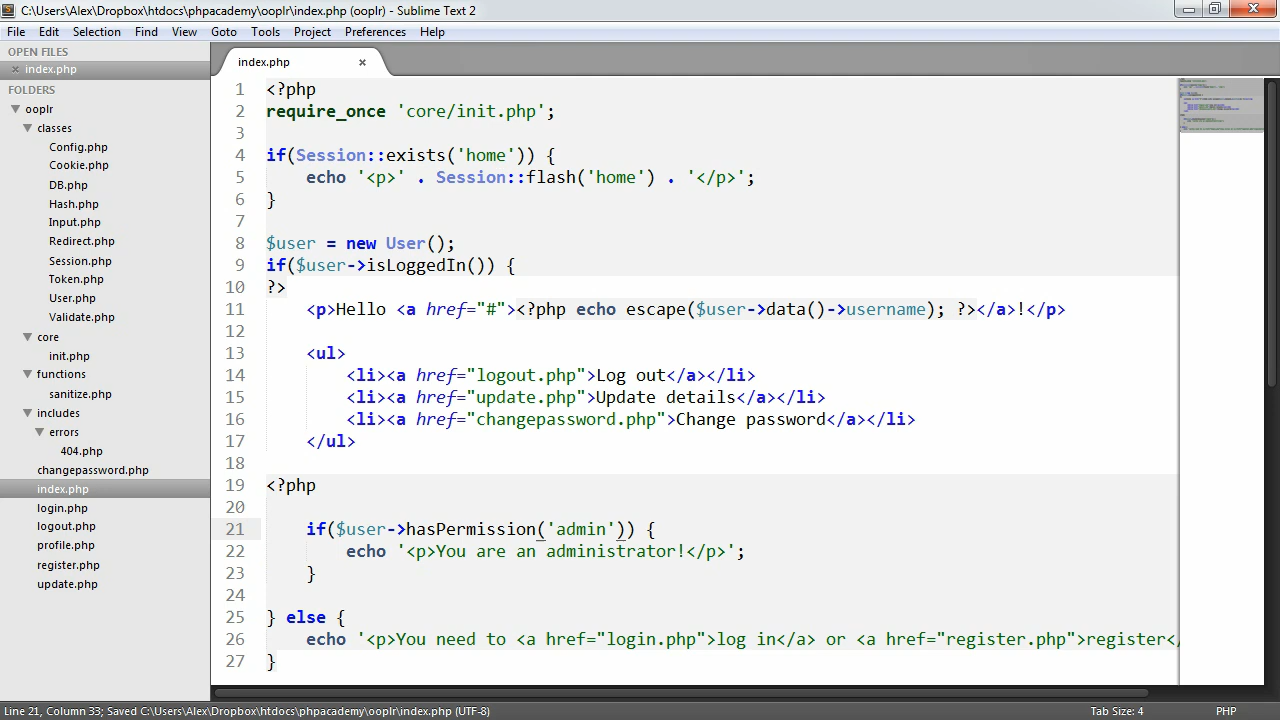 C:\Users\Alex\Dropbox\htdocs\phpacademy\ooplr\index.php (ooplr) - Sublime Text 2
File Edit Selection Find View Goto Tools Project Preferences Help
OPEN FILES
× index.php
FOLDERS
ooplr
classes
Config.php
Cookie.php
DB.php
Hash.php
Input.php
Redirect.php
Session.php
Token.php
User.php
Validate.php
core
init.php
functions
sanitize.php
includes
errors
404.php
changepassword.php
index.php
login.php
logout.php
profile.php
register.php
update.php
index.php ×
1 <?php
2 require_once 'core/init.php';
3
4 if(Session::exists('home')) {
5     echo '<p>' . Session::flash('home') . '</p>';
6 }
7
8 $user = new User();
9 if($user->isLoggedIn()) {
10 ?>
11     <p>Hello <a href="#"><?php echo escape($user->data()->username); ?></a>!</p>
12
13     <ul>
14         <li><a href="logout.php">Log out</a></li>
15         <li><a href="update.php">Update details</a></li>
16         <li><a href="changepassword.php">Change password</a></li>
17     </ul>
18
19 <?php
20
21     if($user->hasPermission('admin')) {
22         echo '<p>You are an administrator!</p>';
23     }
24
25 } else {
26     echo '<p>You need to <a href="login.php">log in</a> or <a href="register.php">register</
27 }
Line 21, Column 33; Saved C:\Users\Alex\Dropbox\htdocs\phpacademy\ooplr\index.php (UTF-8)
Tab Size: 4
PHP